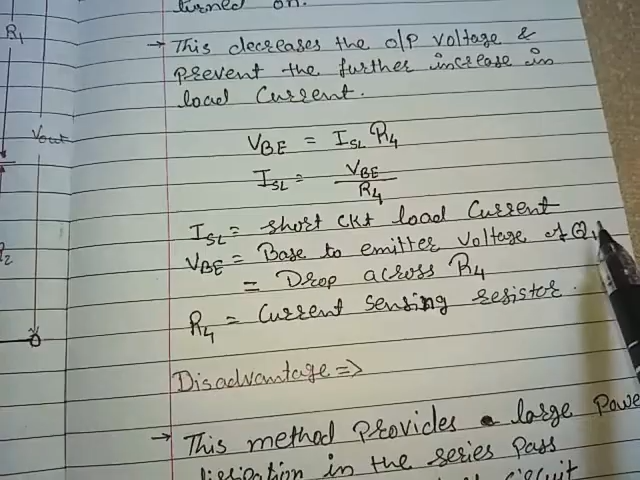 turned on.
R1
→ This decreases the o/p voltage &
prevent the further increase in
load current.
Vout
VBE = ISL R4
ISL = VBE / R4
ISL = short ckt load current
VBE = Base to emitter voltage of Q1
= Drop across R4
R4 = current sensing resistor.
Disadvantage =>
→ This method provides a large powe
dissipation in the series pass
circuit